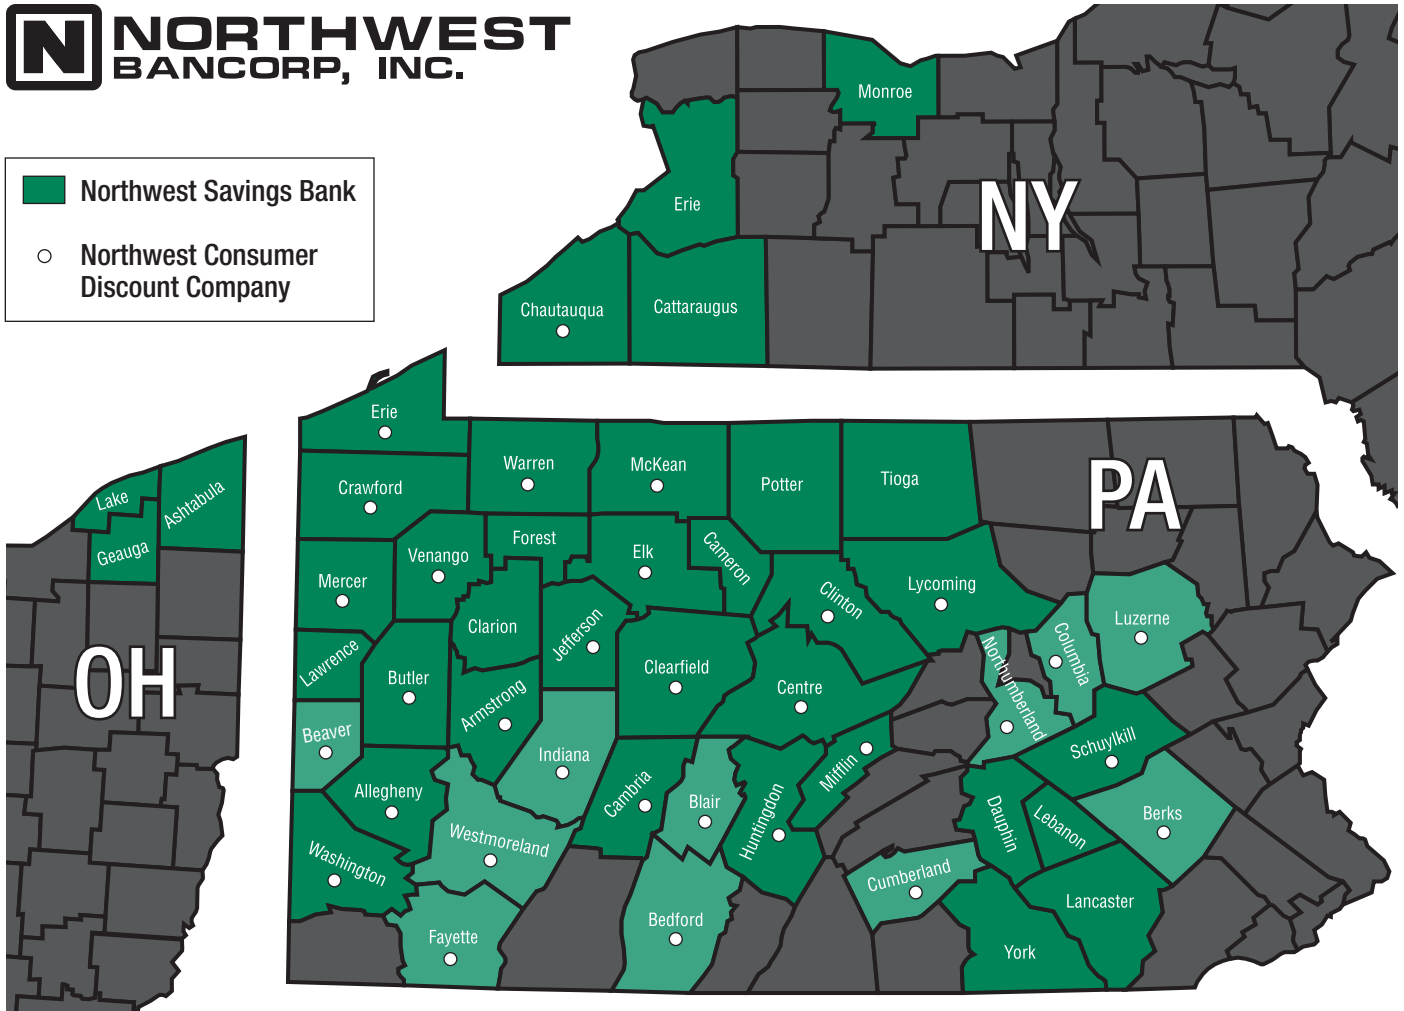 N NORTHWEST
BANCORP, INC.
Northwest Savings Bank
Northwest Consumer
Discount Company
NY
Monroe
Erie
Chautauqua
Cattaraugus
OH
Lake
Ashtabula
Geauga
PA
Erie
Crawford
Warren
McKean
Potter
Tioga
Mercer
Venango
Forest
Elk
Cameron
Clinton
Lycoming
Luzerne
Columbia
Northumberland
Lawrence
Butler
Clarion
Jefferson
Clearfield
Centre
Armstrong
Beaver
Indiana
Allegheny
Cambria
Blair
Huntingdon
Mifflin
Schuylkill
Dauphin
Lebanon
Berks
Washington
Westmoreland
Cumberland
Lancaster
Fayette
Bedford
York